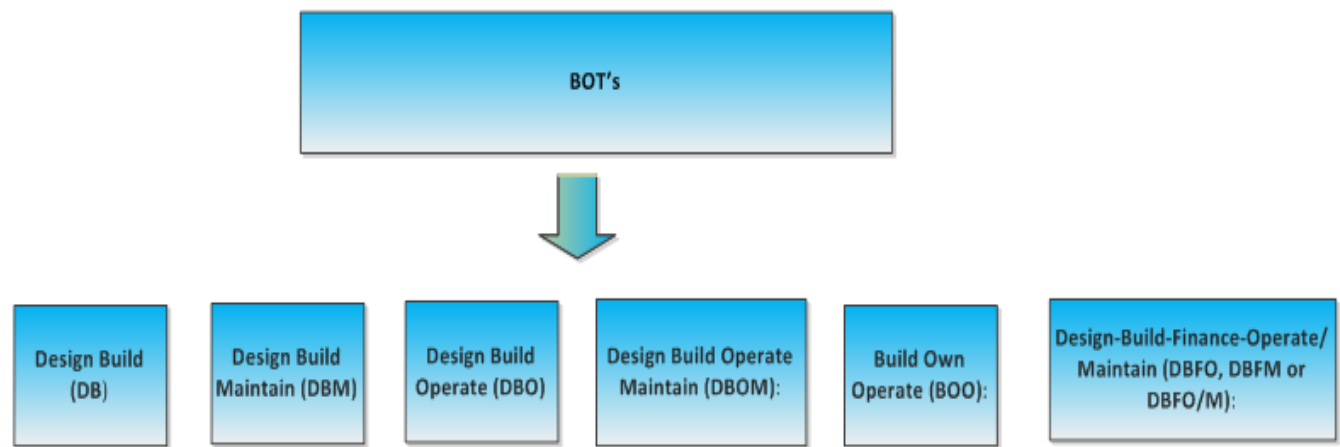 BOT's
Design Build
(DB)
Design Build
Maintain (DBM)
Design Build
Operate (DBO)
Design Build Operate
Maintain (DBOM):
Build Own
Operate (BOO):
Design-Build-Finance-Operate/
Maintain (DBFO, DBFM or
DBFO/M):